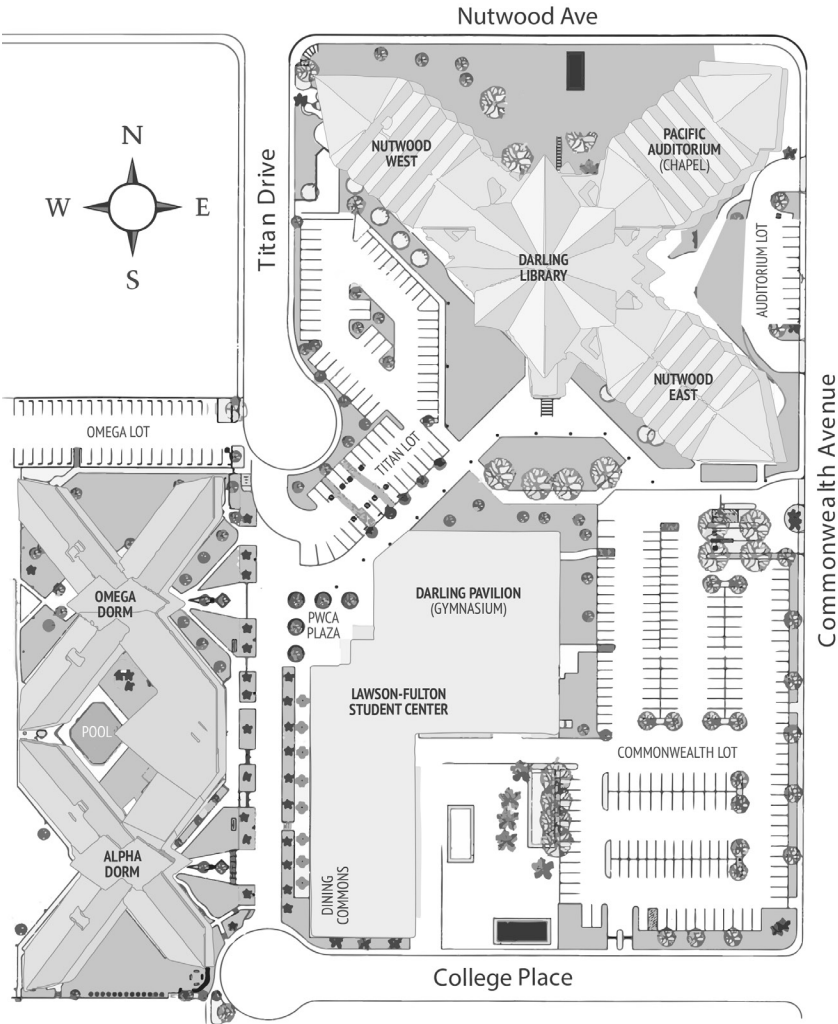 Nutwood Ave
N
W
E
S
Titan Drive
NUTWOOD
WEST
PACIFIC
AUDITORIUM
(CHAPEL)
DARLING
LIBRARY
AUDITORIUM LOT
NUTWOOD
EAST
Commonwealth Avenue
OMEGA LOT
TITAN LOT
OMEGA
DORM
PWCA
PLAZA
DARLING PAVILION
(GYMNASIUM)
LAWSON-FULTON
STUDENT CENTER
POOL
COMMONWEALTH LOT
ALPHA
DORM
DINING
COMMONS
College Place